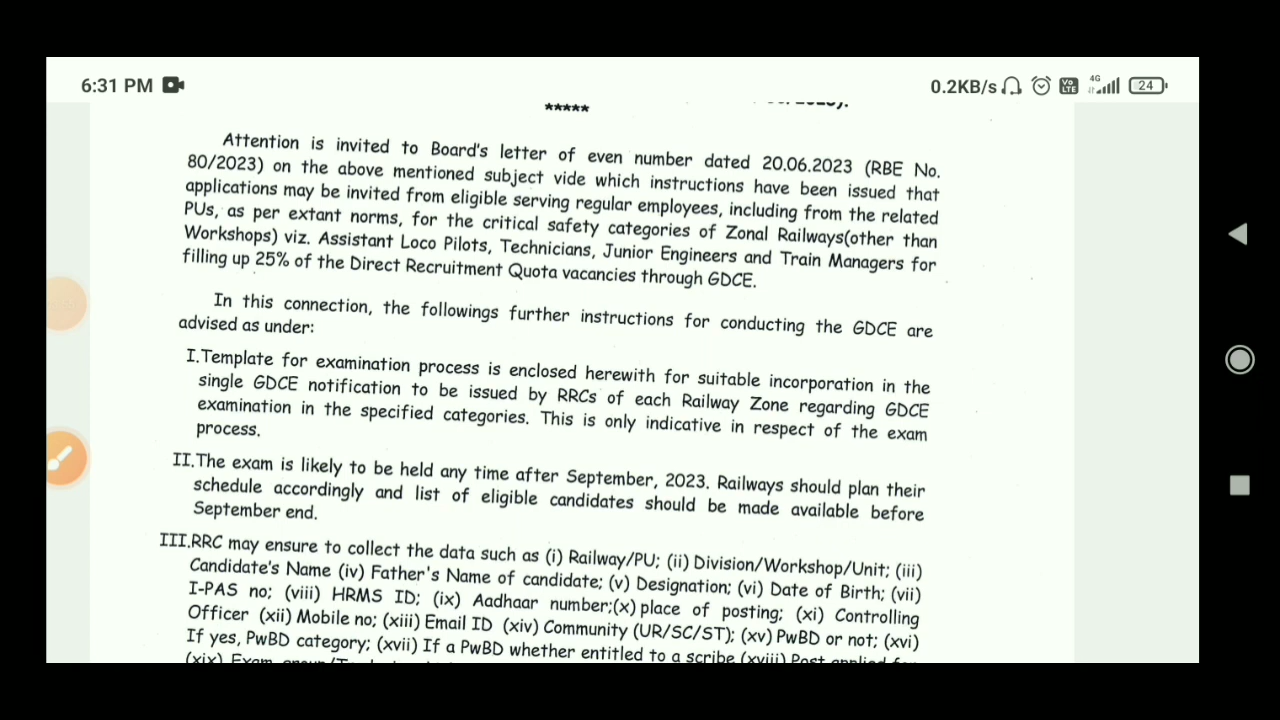 6:31 PM
0.2KB/s
Vo
LTE
4G
24
*****
Attention is invited to Board's letter of even number dated 20.06.2023 (RBE No.
80/2023) on the above mentioned subject vide which instructions have been issued that
applications may be invited from eligible serving regular employees, including from the related
PUs, as per extant norms, for the critical safety categories of Zonal Railways(other than
Workshops) viz. Assistant Loco Pilots, Technicians, Junior Engineers and Train Managers for
filling up 25% of the Direct Recruitment Quota vacancies through GDCE.
In this connection, the followings further instructions for conducting the GDCE are
advised as under:
I.Template for examination process is enclosed herewith for suitable incorporation in the
single GDCE notification to be issued by RRCs of each Railway Zone regarding GDCE
examination in the specified categories. This is only indicative in respect of the exam
process.
II.The exam is likely to be held any time after September, 2023. Railways should plan their
schedule accordingly and list of eligible candidates should be made available before
September end.
III.RRC may ensure to collect the data such as (i) Railway/PU; (ii) Division/Workshop/Unit; (iii)
Candidate's Name (iv) Father's Name of candidate; (v) Designation; (vi) Date of Birth; (vii)
I-PAS no; (viii) HRMS ID; (ix) Aadhaar number;(x) place of posting; (xi) Controlling
Officer (xii) Mobile no; (xiii) Email ID (xiv) Community (UR/SC/ST); (xv) PwBD or not; (xvi)
If yes, PwBD category; (xvii) If a PwBD whether entitled to a scribe (xviii) Post applied for
(xix) Exam